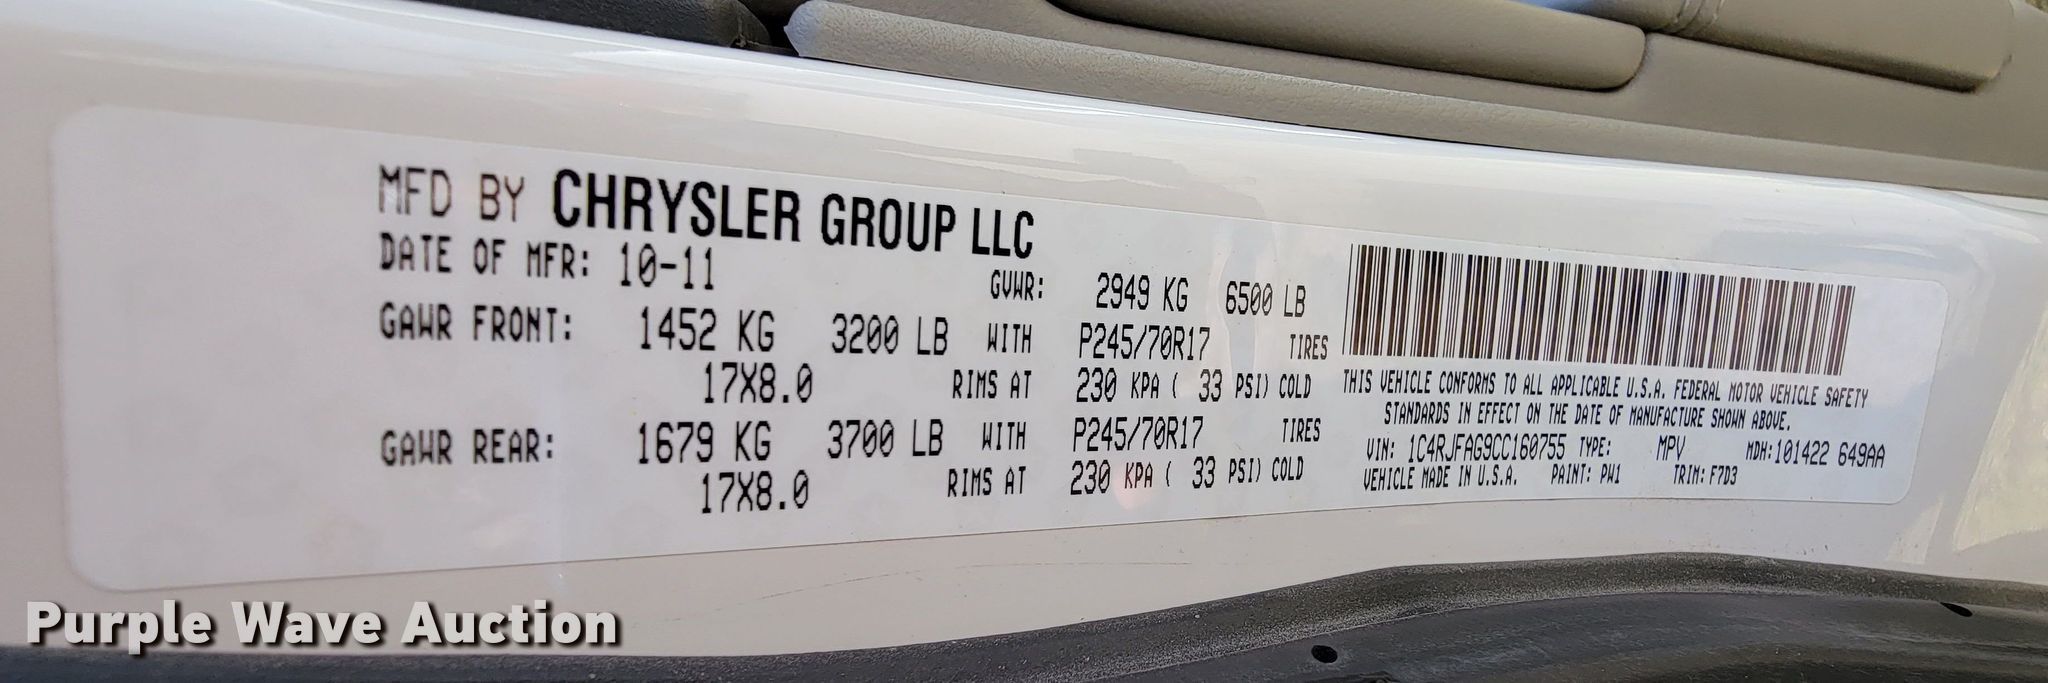 MFD BY CHRYSLER GROUP LLC
DATE OF MFR: 10-11 GVWR: 2949 KG 6500 LB
GAWR FRONT: 1452 KG 3200 LB WITH P245/70R17 TIRES
17X8.0 RIMS AT 230 KPA ( 33 PSI) COLD
GAWR REAR: 1679 KG 3700 LB WITH P245/70R17 TIRES
17X8.0 RIMS AT 230 KPA ( 33 PSI) COLD
THIS VEHICLE CONFORMS TO ALL APPLICABLE U.S.A. FEDERAL MOTOR VEHICLE SAFETY
STANDARDS IN EFFECT ON THE DATE OF MANUFACTURE SHOWN ABOVE.
VIN: 1C4RJFAG9CC160755 TYPE: MPV MDH: 101422 649AA
VEHICLE MADE IN U.S.A. PAINT: PW1 TRIM: F7D3
Purple Wave Auction